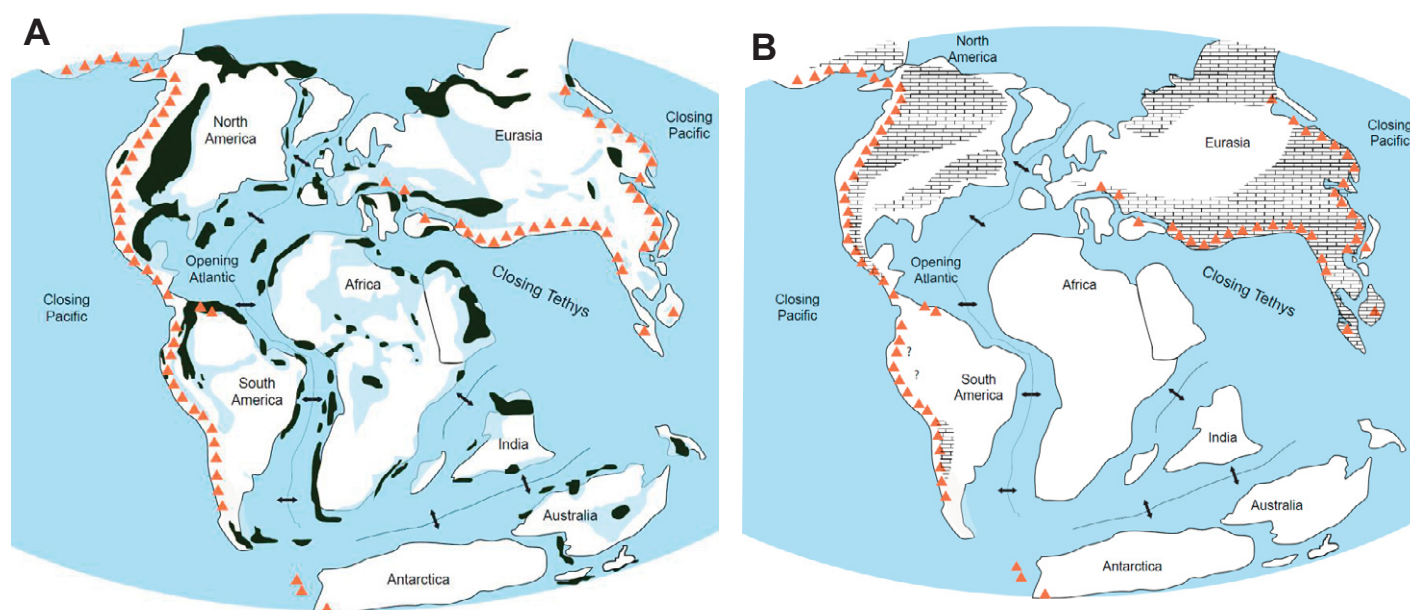 A
North
America
Eurasia
Closing
Pacific
Opening
Atlantic
Africa
Closing Tethys
Closing
Pacific
South
America
India
Australia
Antarctica
B
North
America
Closing
Pacific
Eurasia
Opening
Atlantic
Africa
Closing Tethys
Closing
Pacific
?
?
South
America
India
Australia
Antarctica